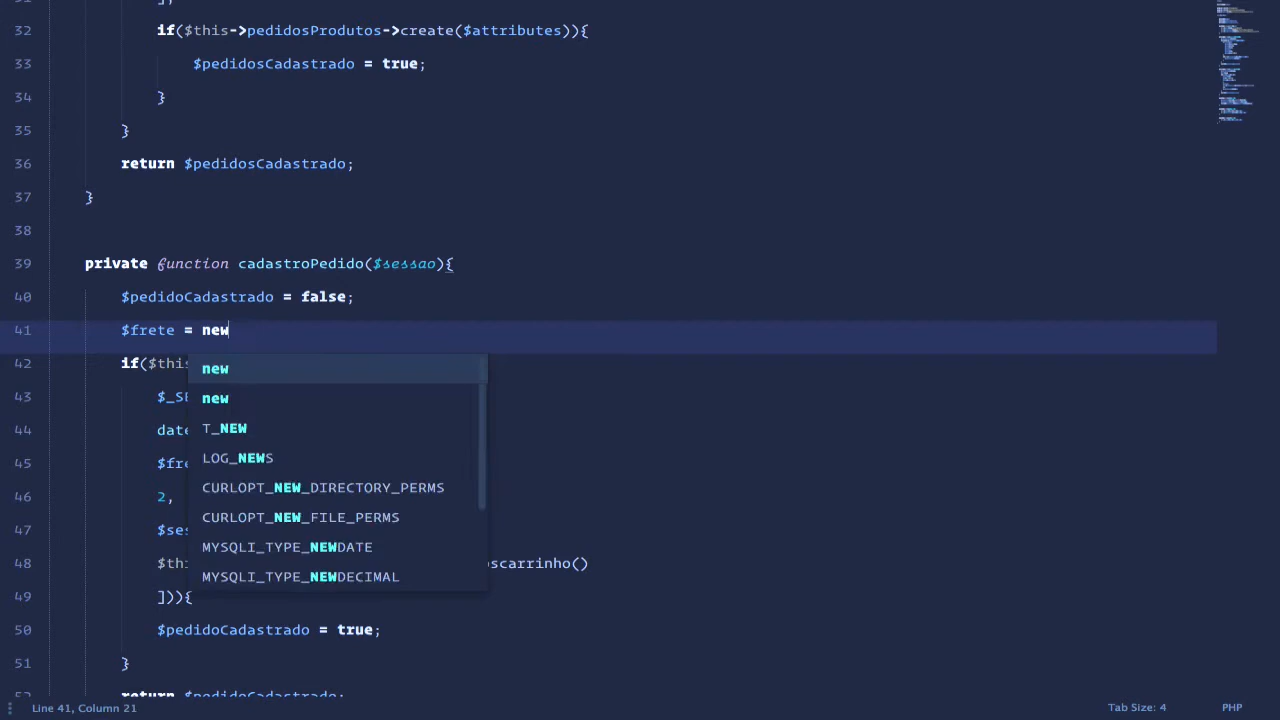 32 if($this->pedidosProdutos->create($attributes)){
33 $pedidosCadastrado = true;
34 }
35 }
36 return $pedidosCadastrado;
37 }
38
39 private function cadastroPedido($sessao){
40 $pedidoCadastrado = false;
41 $frete = new
42 if($this
new
43 $_SE
new
44 date
T_NEW
45 $fre
LOG_NEWS
46 2,
CURLOPT_NEW_DIRECTORY_PERMS
47 $ses
CURLOPT_NEW_FILE_PERMS
48 $thi
MYSQLI_TYPE_NEWDATE
oscarrinho()
49 ])){
MYSQLI_TYPE_NEWDECIMAL
50 $pedidoCadastrado = true;
51 }
return $pedidoCadastrado;
Line 41, Column 21
Tab Size: 4
PHP